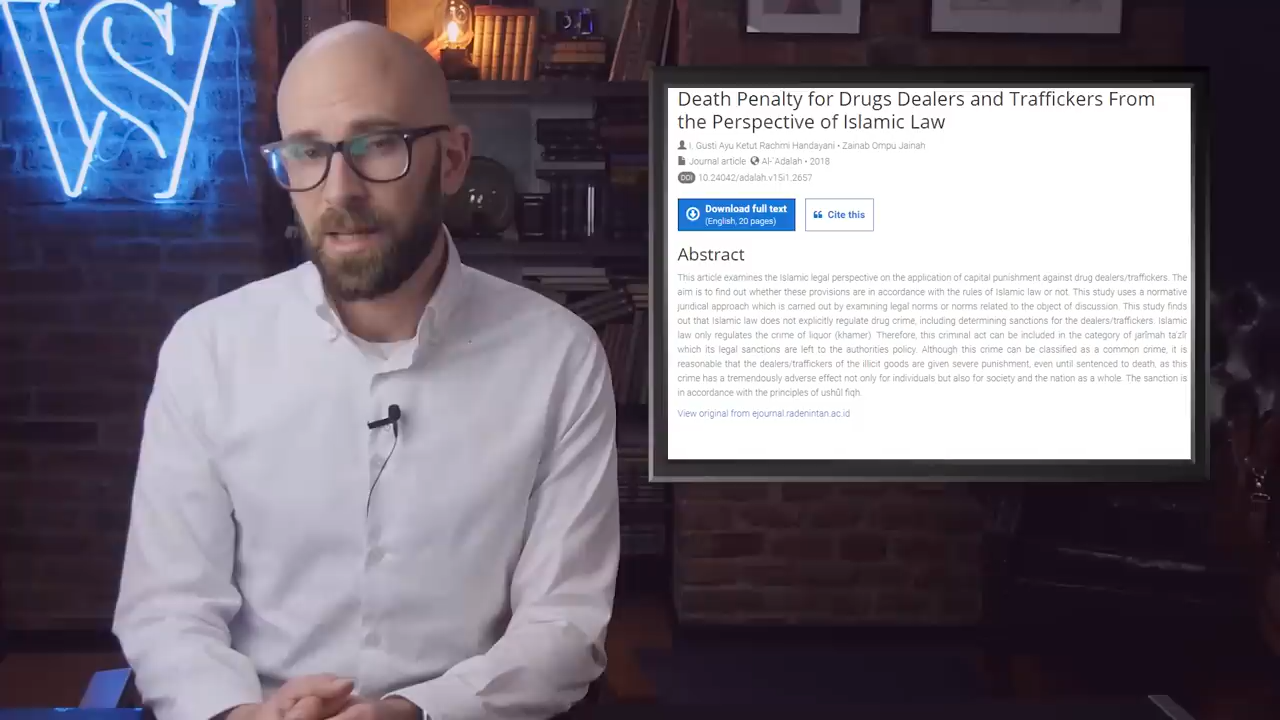 WS
Death Penalty for Drugs Dealers and Traffickers From
the Perspective of Islamic Law
I. Gusti Ayu Ketut Rachmi Handayani • Zainab Ompu Jainah
Journal article Al-`Adalah • 2018
DOI 10.24042/adalah.v15i1.2657
Download full text
(English, 20 pages)
Cite this
Abstract
This article examines the Islamic legal perspective on the application of capital punishment against drug dealers/traffickers. The
aim is to find out whether these provisions are in accordance with the rules of Islamic law or not. This study uses a normative
juridical approach which is carried out by examining legal norms or norms related to the object of discussion. This study finds
out that Islamic law does not explicitly regulate drug crime, including determining sanctions for the dealers/traffickers. Islamic
law only regulates the crime of liquor (khamer). Therefore, this criminal act can be included in the category of jarîmah ta'zîr
which its legal sanctions are left to the authorities policy. Although this crime can be classified as a common crime, it is
reasonable that the dealers/traffickers of the illicit goods are given severe punishment, even until sentenced to death, as this
crime has a tremendously adverse effect not only for individuals but also for society and the nation as a whole. The sanction is
in accordance with the principles of ushûl fiqh.
View original from ejournal.radenintan.ac.id